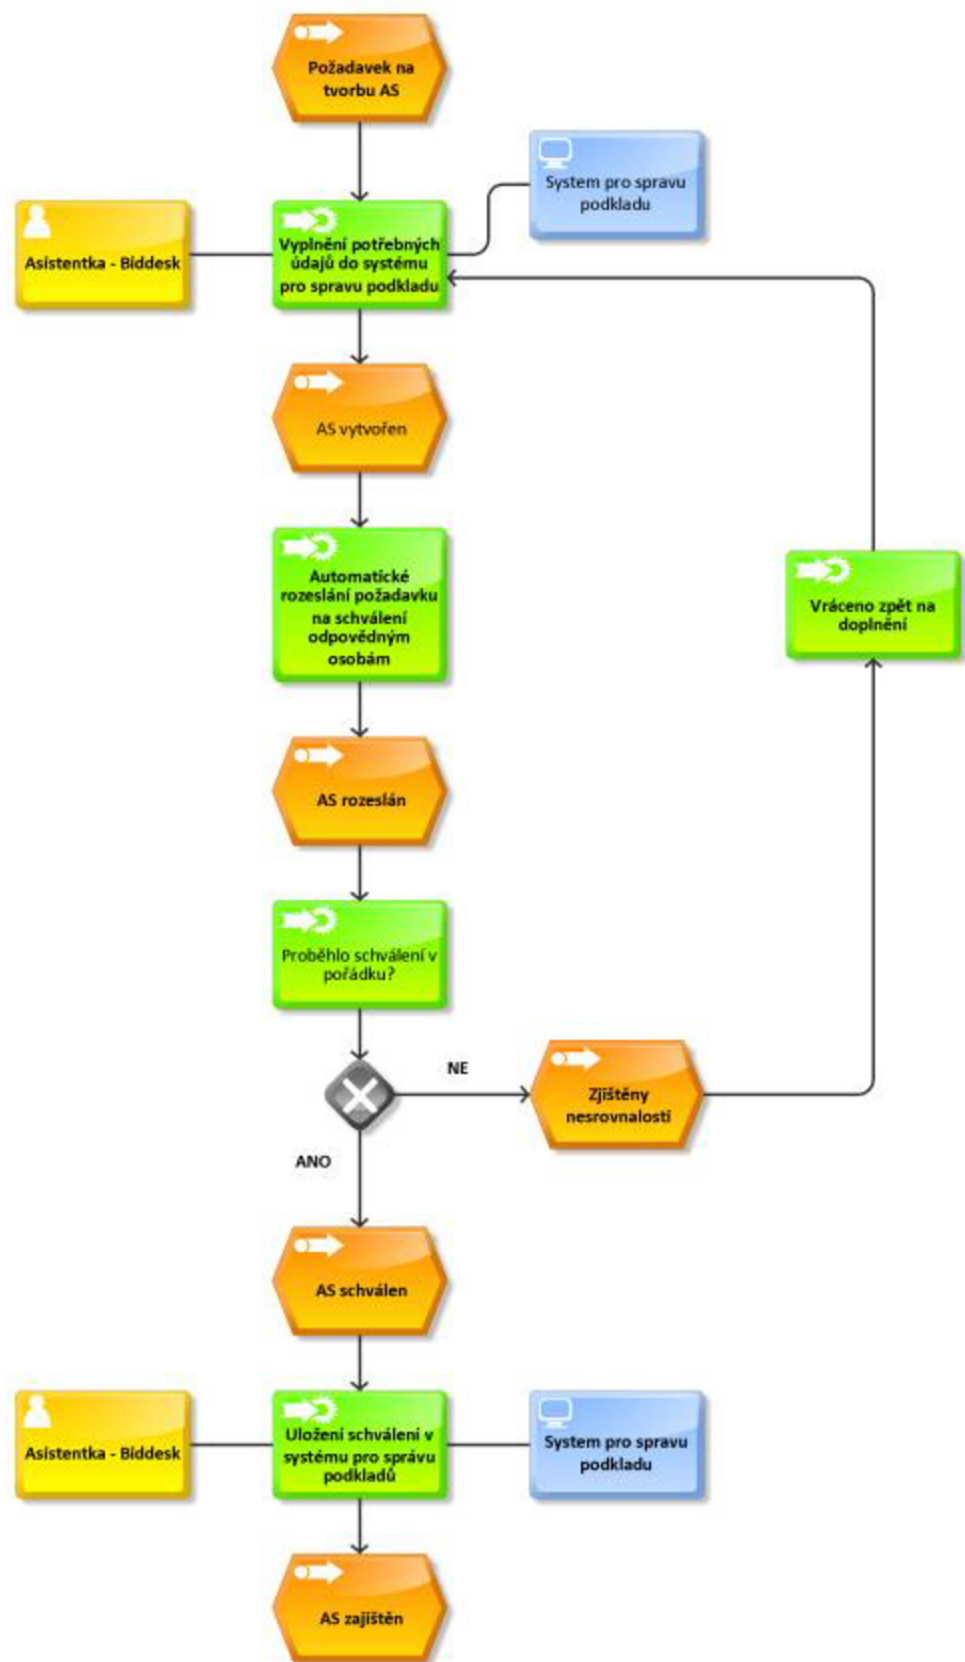 Požadavek na
tvorbu AS
System pro spravu
podkladu
Asistentka - Biddesk
Vyplnění potřebných
údajů do systému
pro spravu podkladu
AS vytvořen
Automatické
rozeslání požadavku
na schválení
odpovědným
osobám
Vráceno zpět na
doplnění
AS rozeslán
Proběhlo schválení v
pořádku?
NE
Zjištěny
nesrovnalosti
ANO
AS schválen
Asistentka - Biddesk
Uložení schválení v
systému pro správu
podkladů
System pro spravu
podkladu
AS zajištěn